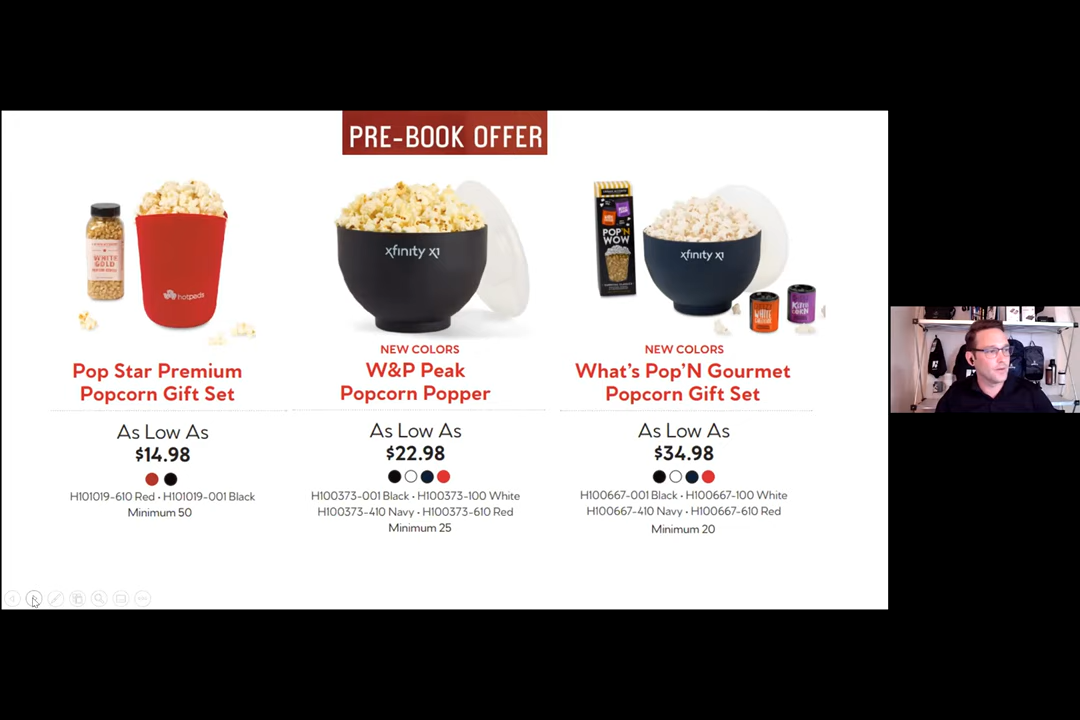 PRE-BOOK OFFER
WHITE
GOLD
hotpods
Pop Star Premium
Popcorn Gift Set
As Low As
$14.98
H101019-610 Red • H101019-001 Black
Minimum 50
xfinity x1
NEW COLORS
W&P Peak
Popcorn Popper
As Low As
$22.98
H100373-001 Black • H100373-100 White
H100373-410 Navy • H100373-610 Red
Minimum 25
POP'N
WOW
xfinity x1
WHITE
NEW COLORS
What's Pop'N Gourmet
Popcorn Gift Set
As Low As
$34.98
H100667-001 Black • H100667-100 White
H100667-410 Navy • H100667-610 Red
Minimum 20